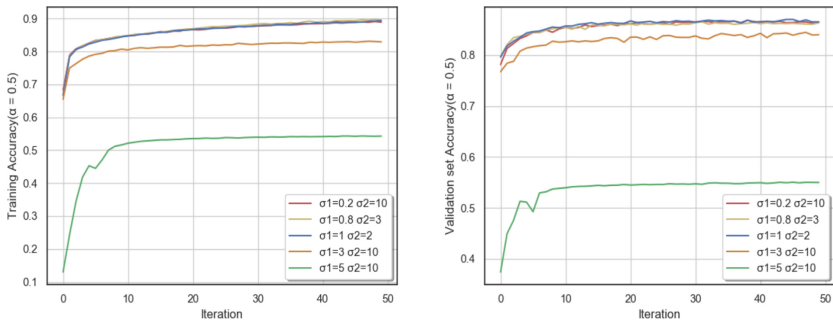 0.9
0.8
0.7
0.6
0.5
0.4
0.3
0.2
0.1
Training Accuracy(α = 0.5)
σ1=0.2 σ2=10
σ1=0.8 σ2=3
σ1=1 σ2=2
σ1=3 σ2=10
σ1=5 σ2=10
0 10 20 30 40 50
Iteration
0.9
0.8
0.7
0.6
0.5
0.4
Validation set Accuracy(α = 0.5)
σ1=0.2 σ2=10
σ1=0.8 σ2=3
σ1=1 σ2=2
σ1=3 σ2=10
σ1=5 σ2=10
0 10 20 30 40 50
Iteration